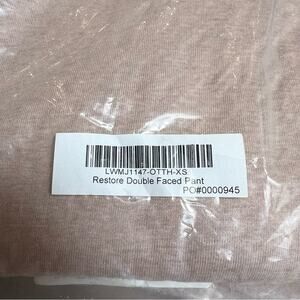 LWMJ1147-OTTH-XS
Restore Double Faced Pant
PO#0000945